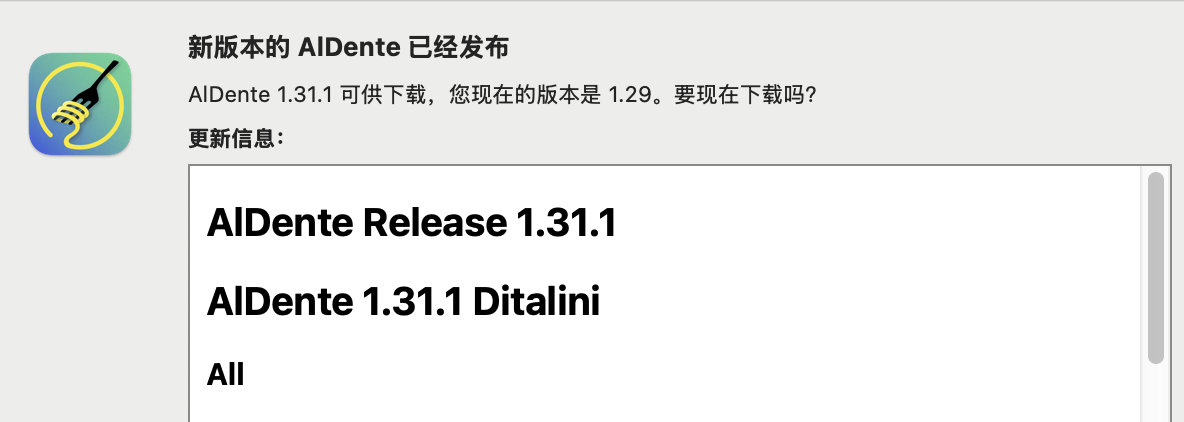 新版本的 AlDente 已经发布
AlDente 1.31.1 可供下载，您现在的版本是 1.29。要现在下载吗？
更新信息：
AlDente Release 1.31.1
AlDente 1.31.1 Ditalini
All